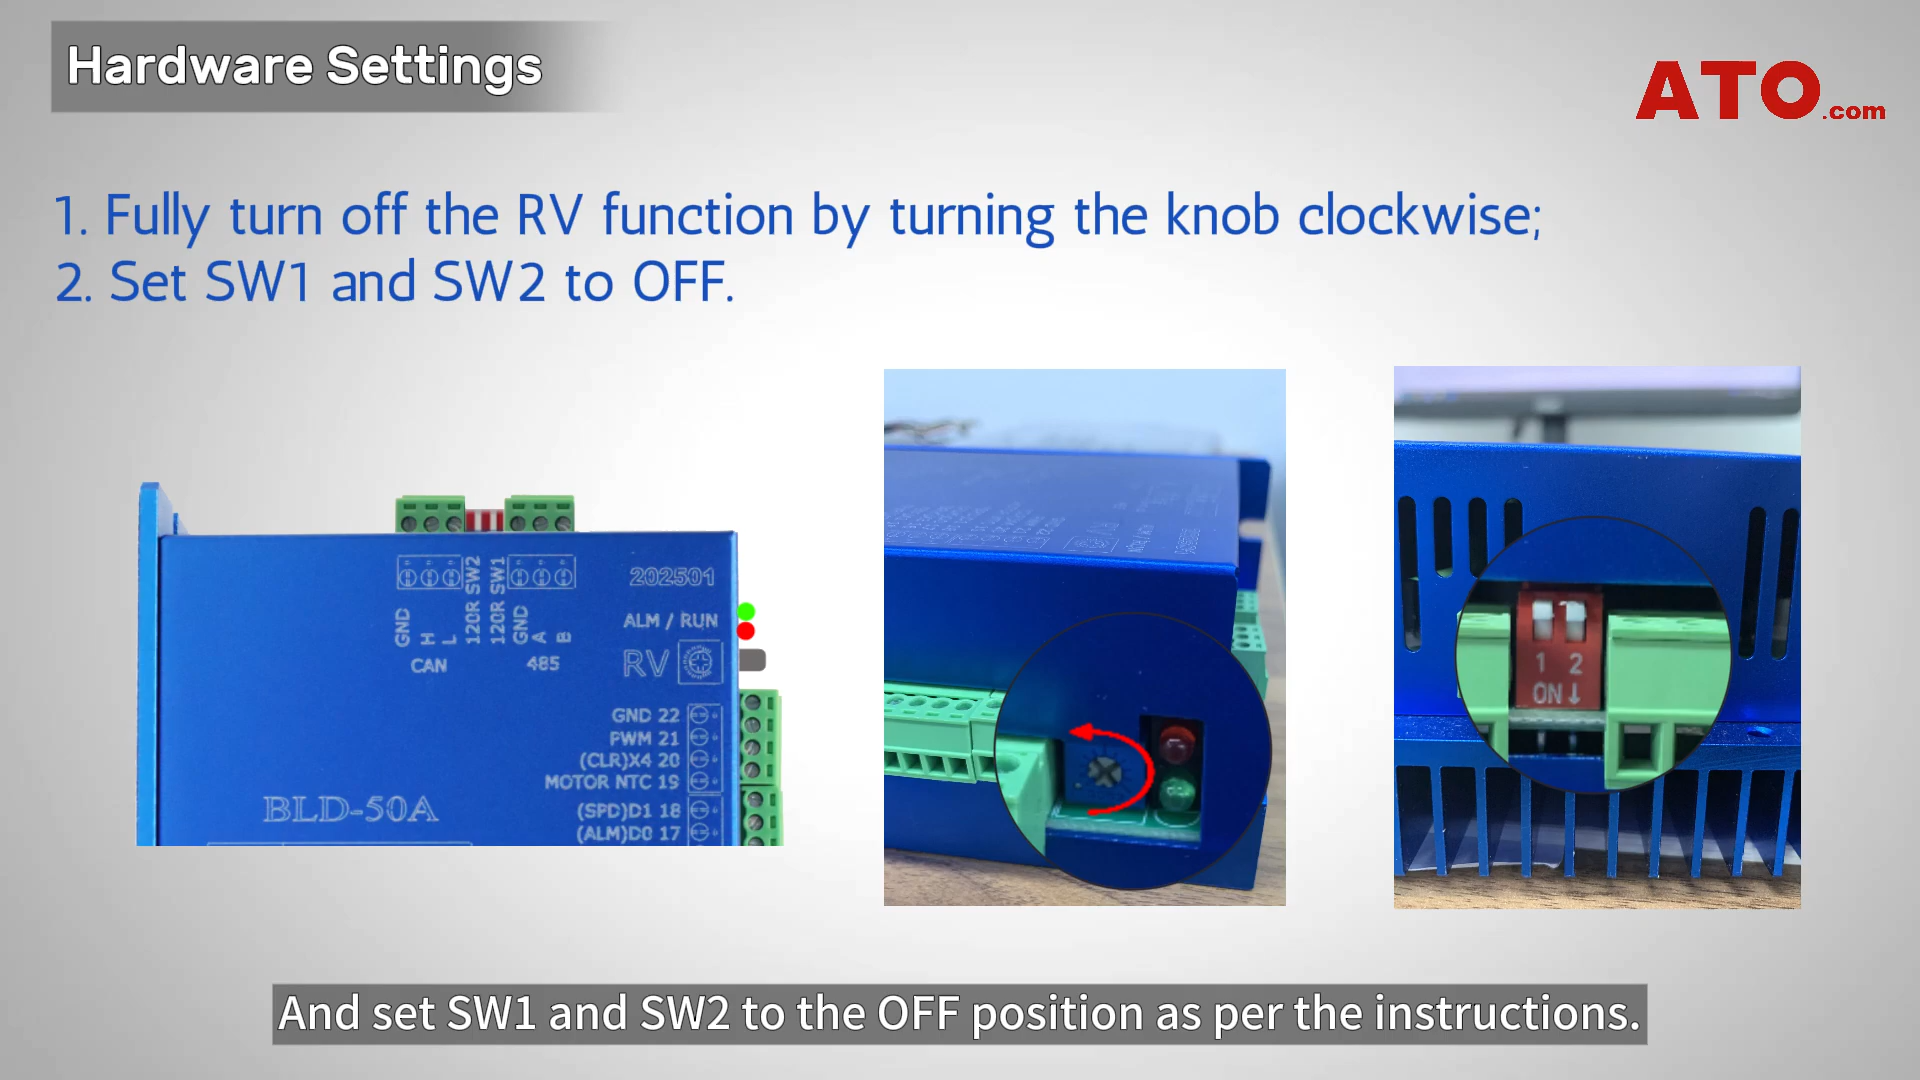 Hardware Settings
ATO.com
1. Fully turn off the RV function by turning the knob clockwise;
2. Set SW1 and SW2 to OFF.
GND
H
L
120R SW2
120R SW1
GND
A
B
CAN
485
202501
ALM / RUN
RV
GND 22
PWM 21
(CLR)X4 20
MOTOR NTC 19
(SPD)D1 18
(ALM)D0 17
BLD-50A
1 2
ON↓
And set SW1 and SW2 to the OFF position as per the instructions.